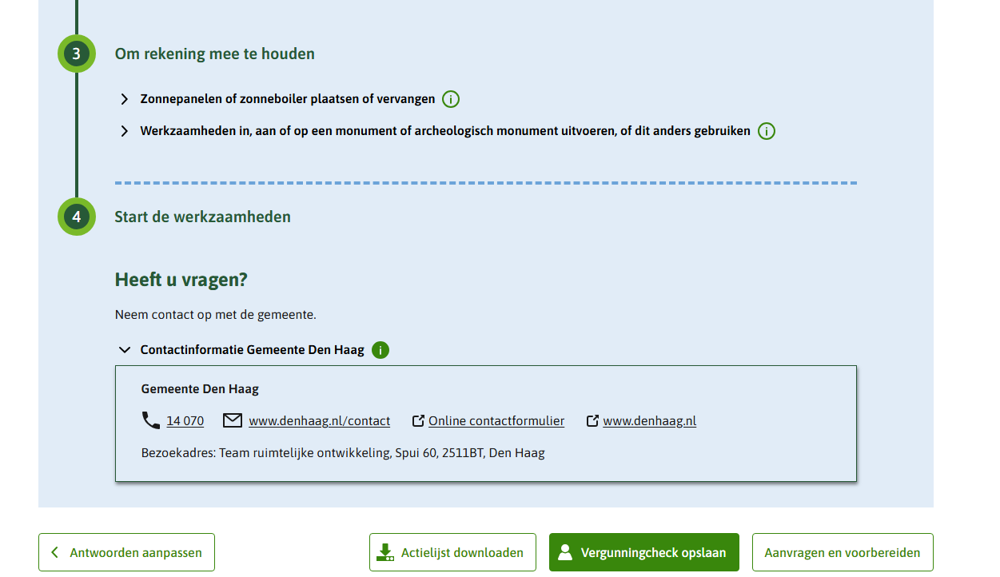 3
Om rekening mee te houden
Zonnepanelen of zonneboiler plaatsen of vervangen
Werkzaamheden in, aan of op een monument of archeologisch monument uitvoeren, of dit anders gebruiken
4
Start de werkzaamheden
Heeft u vragen?
Neem contact op met de gemeente.
Contactinformatie Gemeente Den Haag
Gemeente Den Haag
14 070 www.denhaag.nl/contact Online contactformulier www.denhaag.nl
Bezoekadres: Team ruimtelijke ontwikkeling, Spui 60, 2511BT, Den Haag
Antwoorden aanpassen Actielijst downloaden Vergunningcheck opslaan Aanvragen en voorbereiden